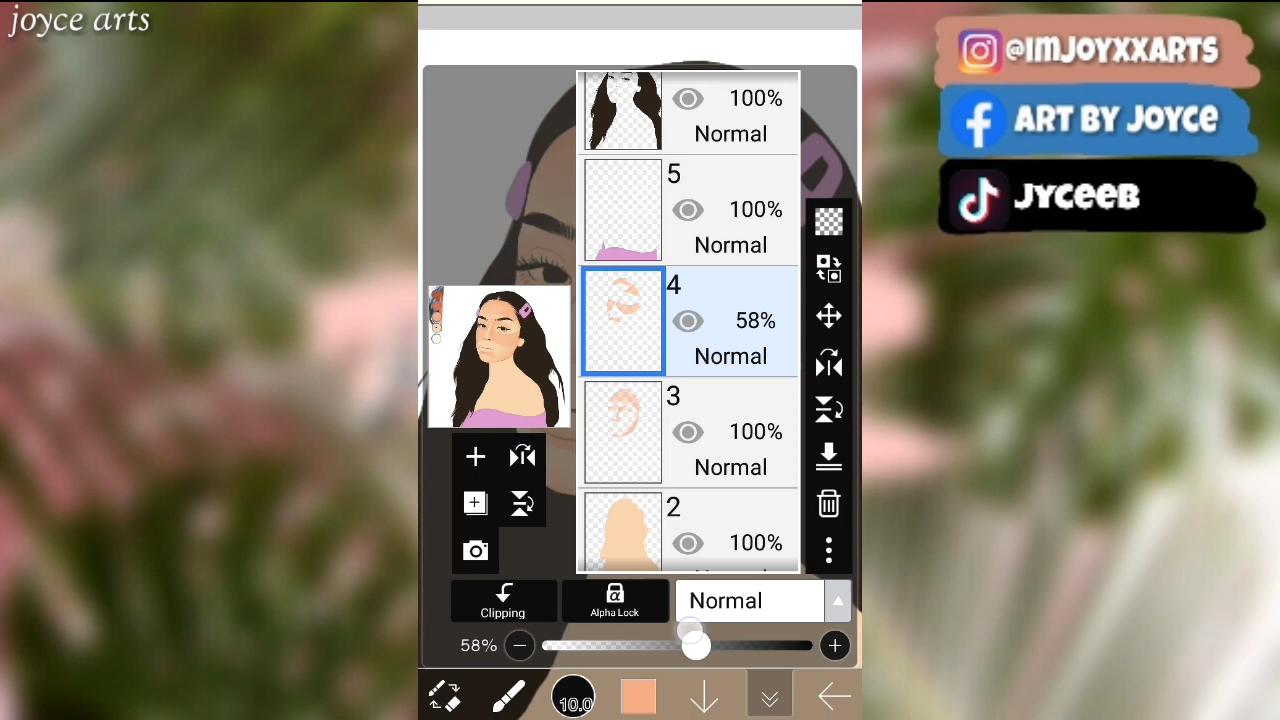 joyce arts
@IMJOYXXARTS
ART BY JOYCE
JYCEEB
100%
Normal
5
100%
Normal
4
58%
Normal
3
100%
Normal
2
100%
Clipping
Alpha Lock
Normal
58%
10.0